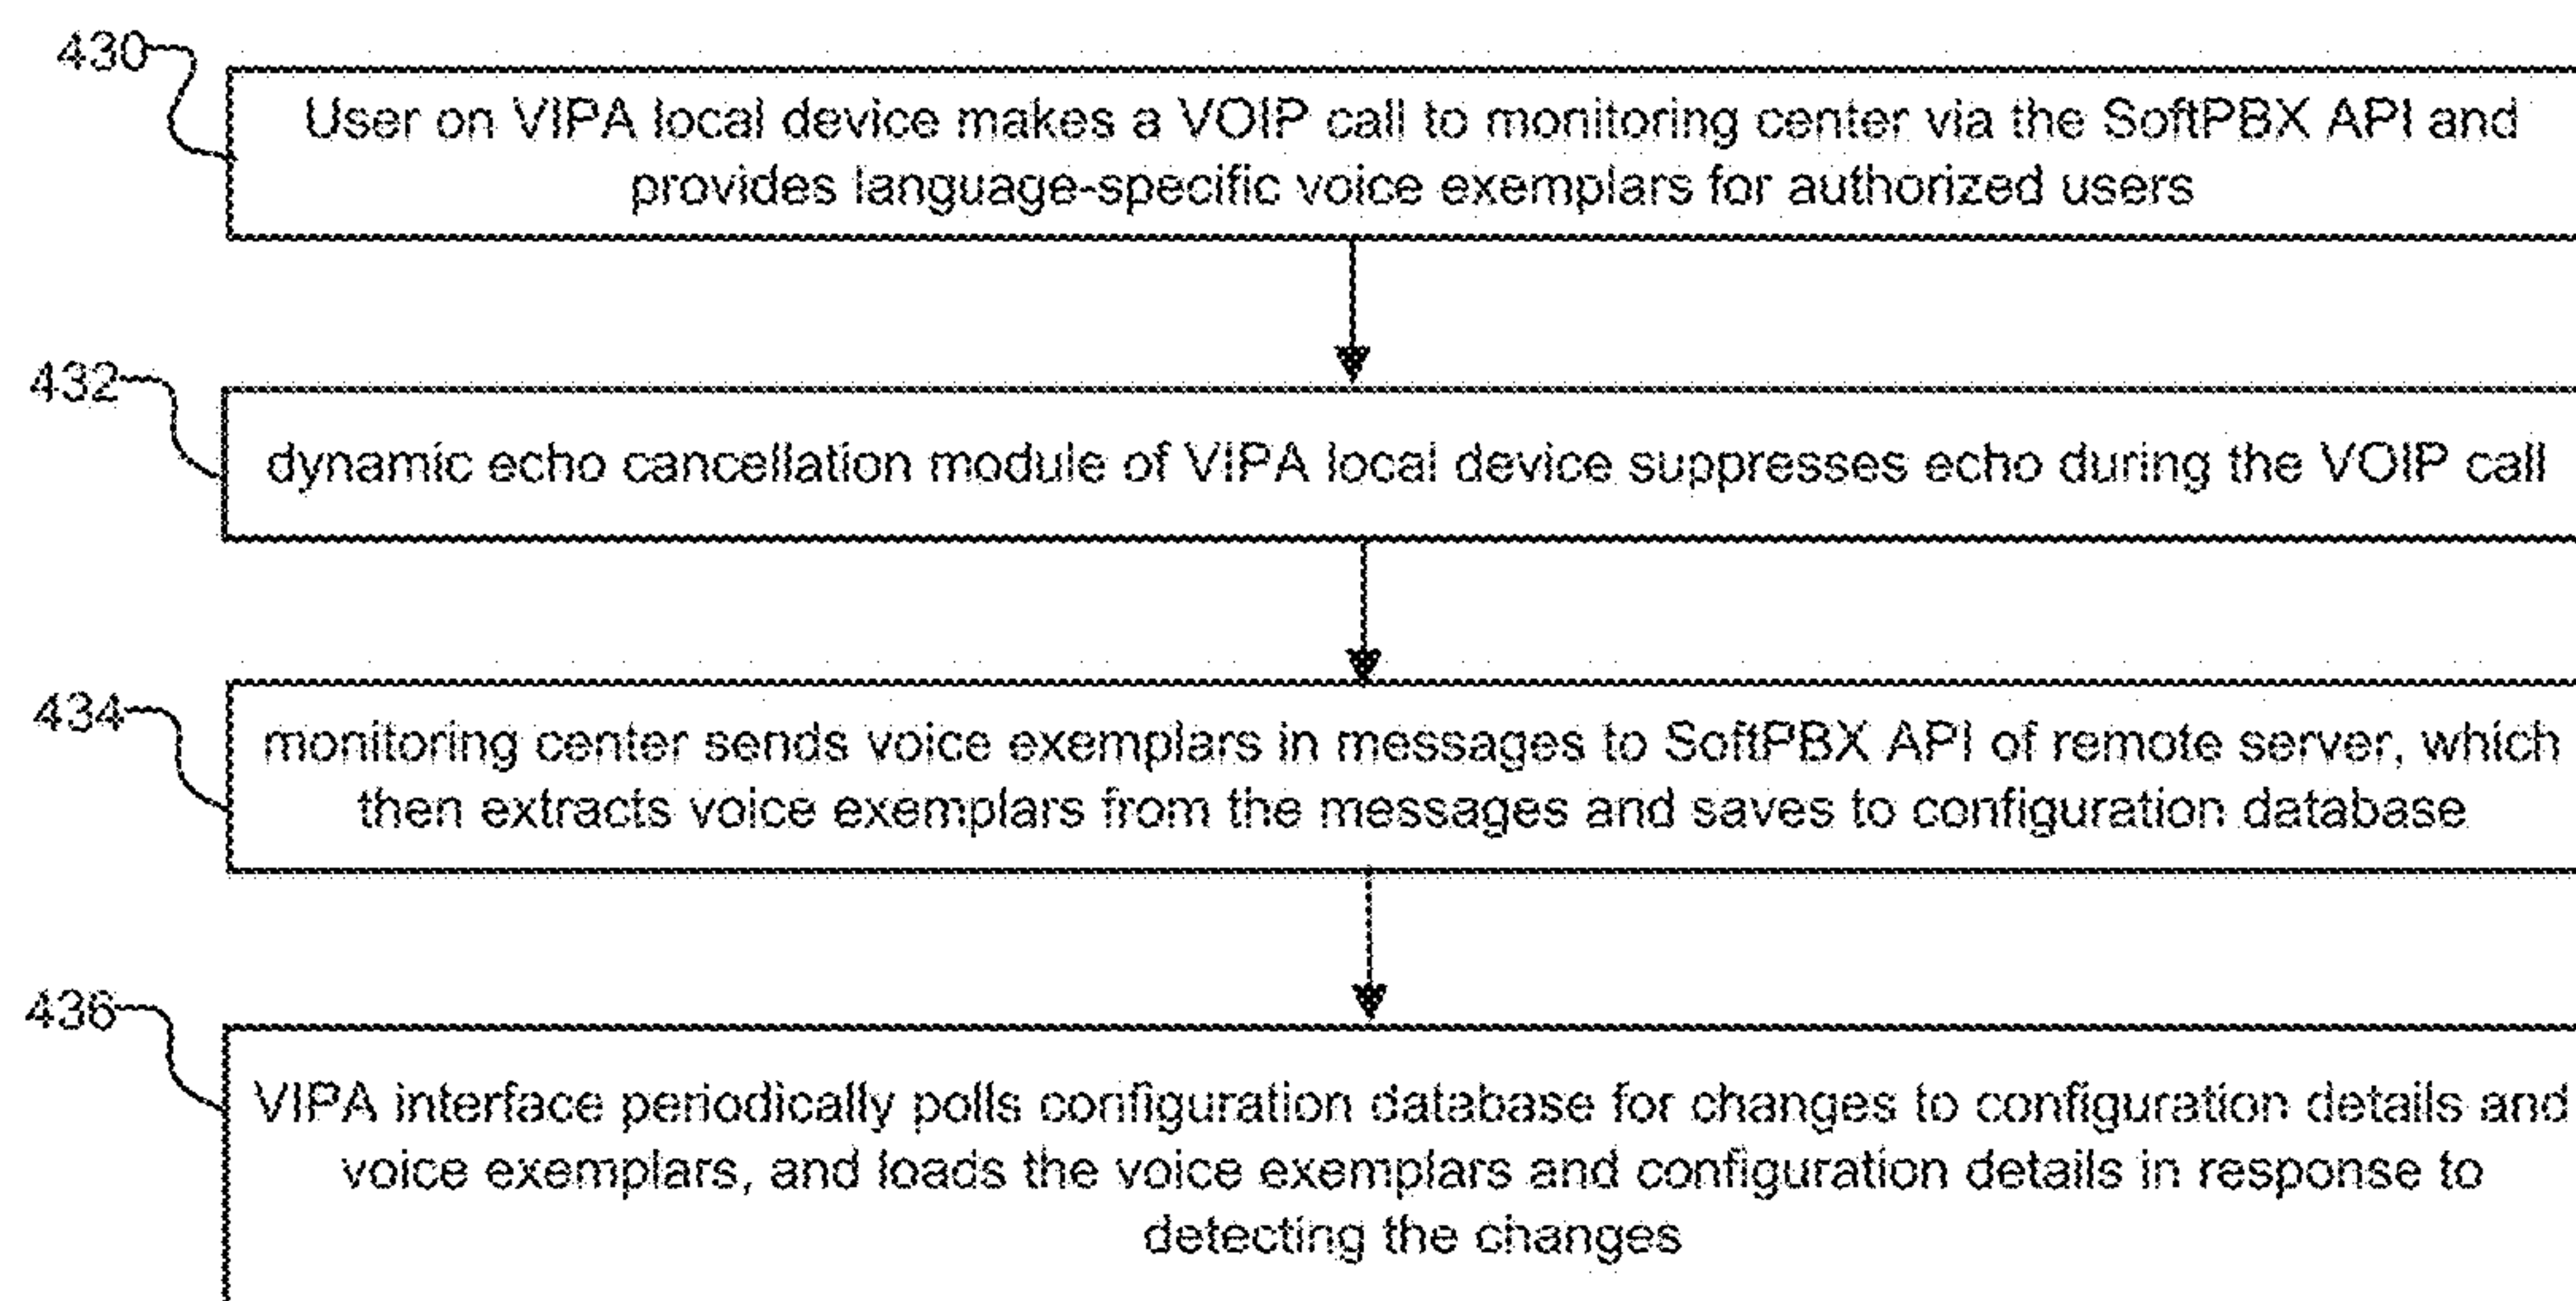 430
User on VIPA local device makes a VOIP call to monitoring center via the SoftPBX API and
provides language-specific voice exemplars for authorized users
432
dynamic echo cancellation module of VIPA local device suppresses echo during the VOIP call
434
monitoring center sends voice exemplars in messages to SoftPBX API of remote server, which
then extracts voice exemplars from the messages and saves to configuration database
436
VIPA interface periodically polls configuration database for changes to configuration details and
voice exemplars, and loads the voice exemplars and configuration details in response to
detecting the changes